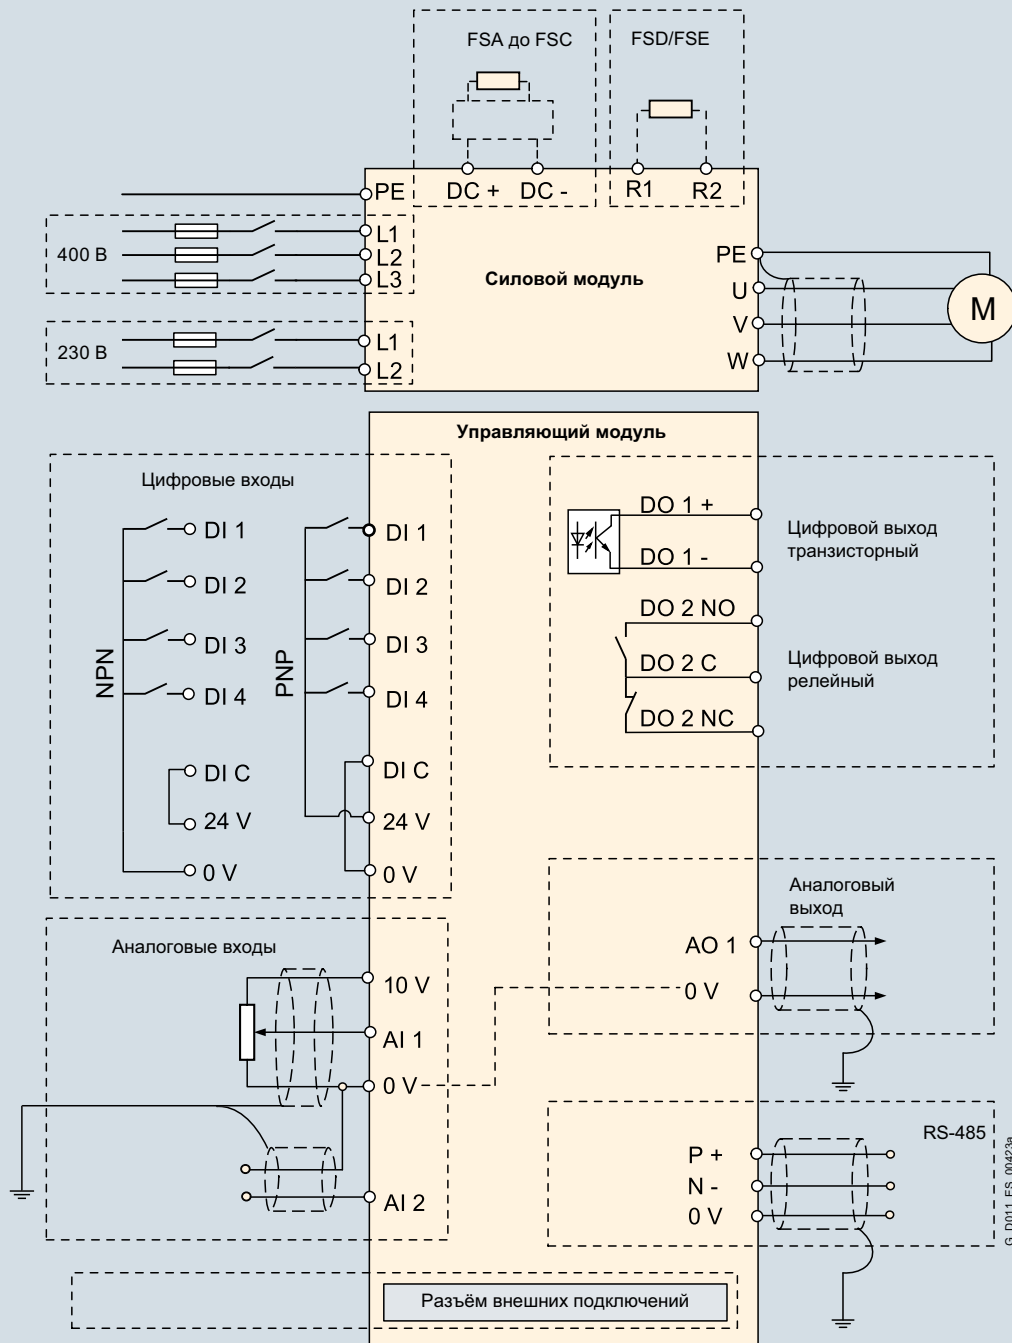 FSA до FSC
FSD/FSE
PE
DC +
DC -
R1
R2
400 В
L1
L2
L3
Силовой модуль
PE
U
V
W
M
230 В
L1
L2
Управляющий модуль
Цифровые входы
NPN
DI 1
DI 2
DI 3
DI 4
DI C
24 V
0 V
PNP
DI 1
DI 2
DI 3
DI 4
DI C
24 V
0 V
DO 1 +
DO 1 -
Цифровой выход
транзисторный
DO 2 NO
DO 2 C
DO 2 NC
Цифровой выход
релейный
Аналоговые входы
10 V
AI 1
0 V
AI 2
Аналоговый
выход
AO 1
0 V
RS-485
P +
N -
0 V
Разъём внешних подключений
G_D011_ES_00423a